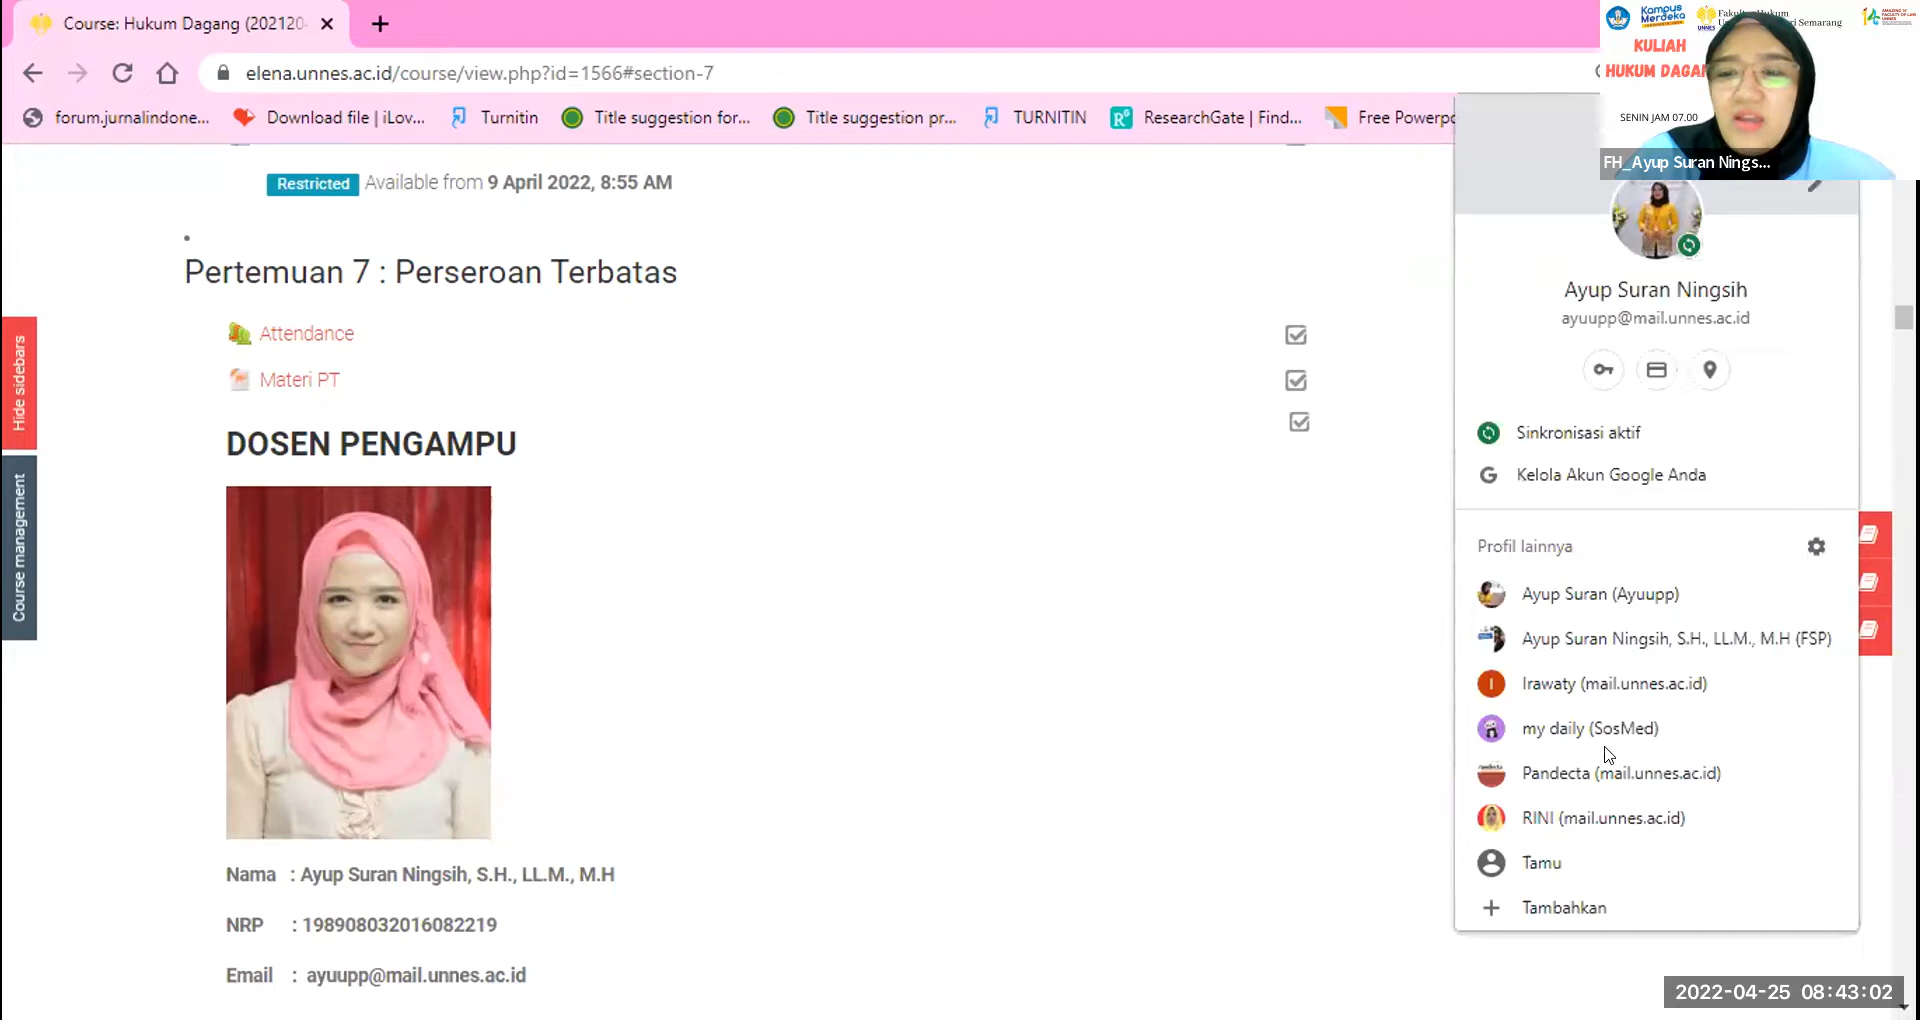 Course: Hukum Dagang (202120
elena.unnes.ac.id/course/view.php?id=1566#section-7
forum.jurnalindone...
Download file | iLov...
Turnitin
Title suggestion for...
Title suggestion pr...
TURNITIN
ResearchGate | Find...
Free Powerpo
Restricted Available from 9 April 2022, 8:55 AM
Pertemuan 7 : Perseroan Terbatas
Attendance
Materi PT
DOSEN PENGAMPU
Nama : Ayup Suran Ningsih, S.H., LL.M., M.H
NRP : 198908032016082219
Email : ayuupp@mail.unnes.ac.id
Hide sidebars
Course management
Kampus
Merdeka
UNNES
KULIAH
HUKUM DAGAN
SENIN JAM 07.00
FH_Ayup Suran Nings...
Ayup Suran Ningsih
ayuupp@mail.unnes.ac.id
Sinkronisasi aktif
Kelola Akun Google Anda
Profil lainnya
Ayup Suran (Ayuupp)
Ayup Suran Ningsih, S.H., LL.M., M.H (FSP)
I
Irawaty (mail.unnes.ac.id)
my daily (SosMed)
Pandecta (mail.unnes.ac.id)
RINI (mail.unnes.ac.id)
Tamu
Tambahkan
2022-04-25 08:43:02